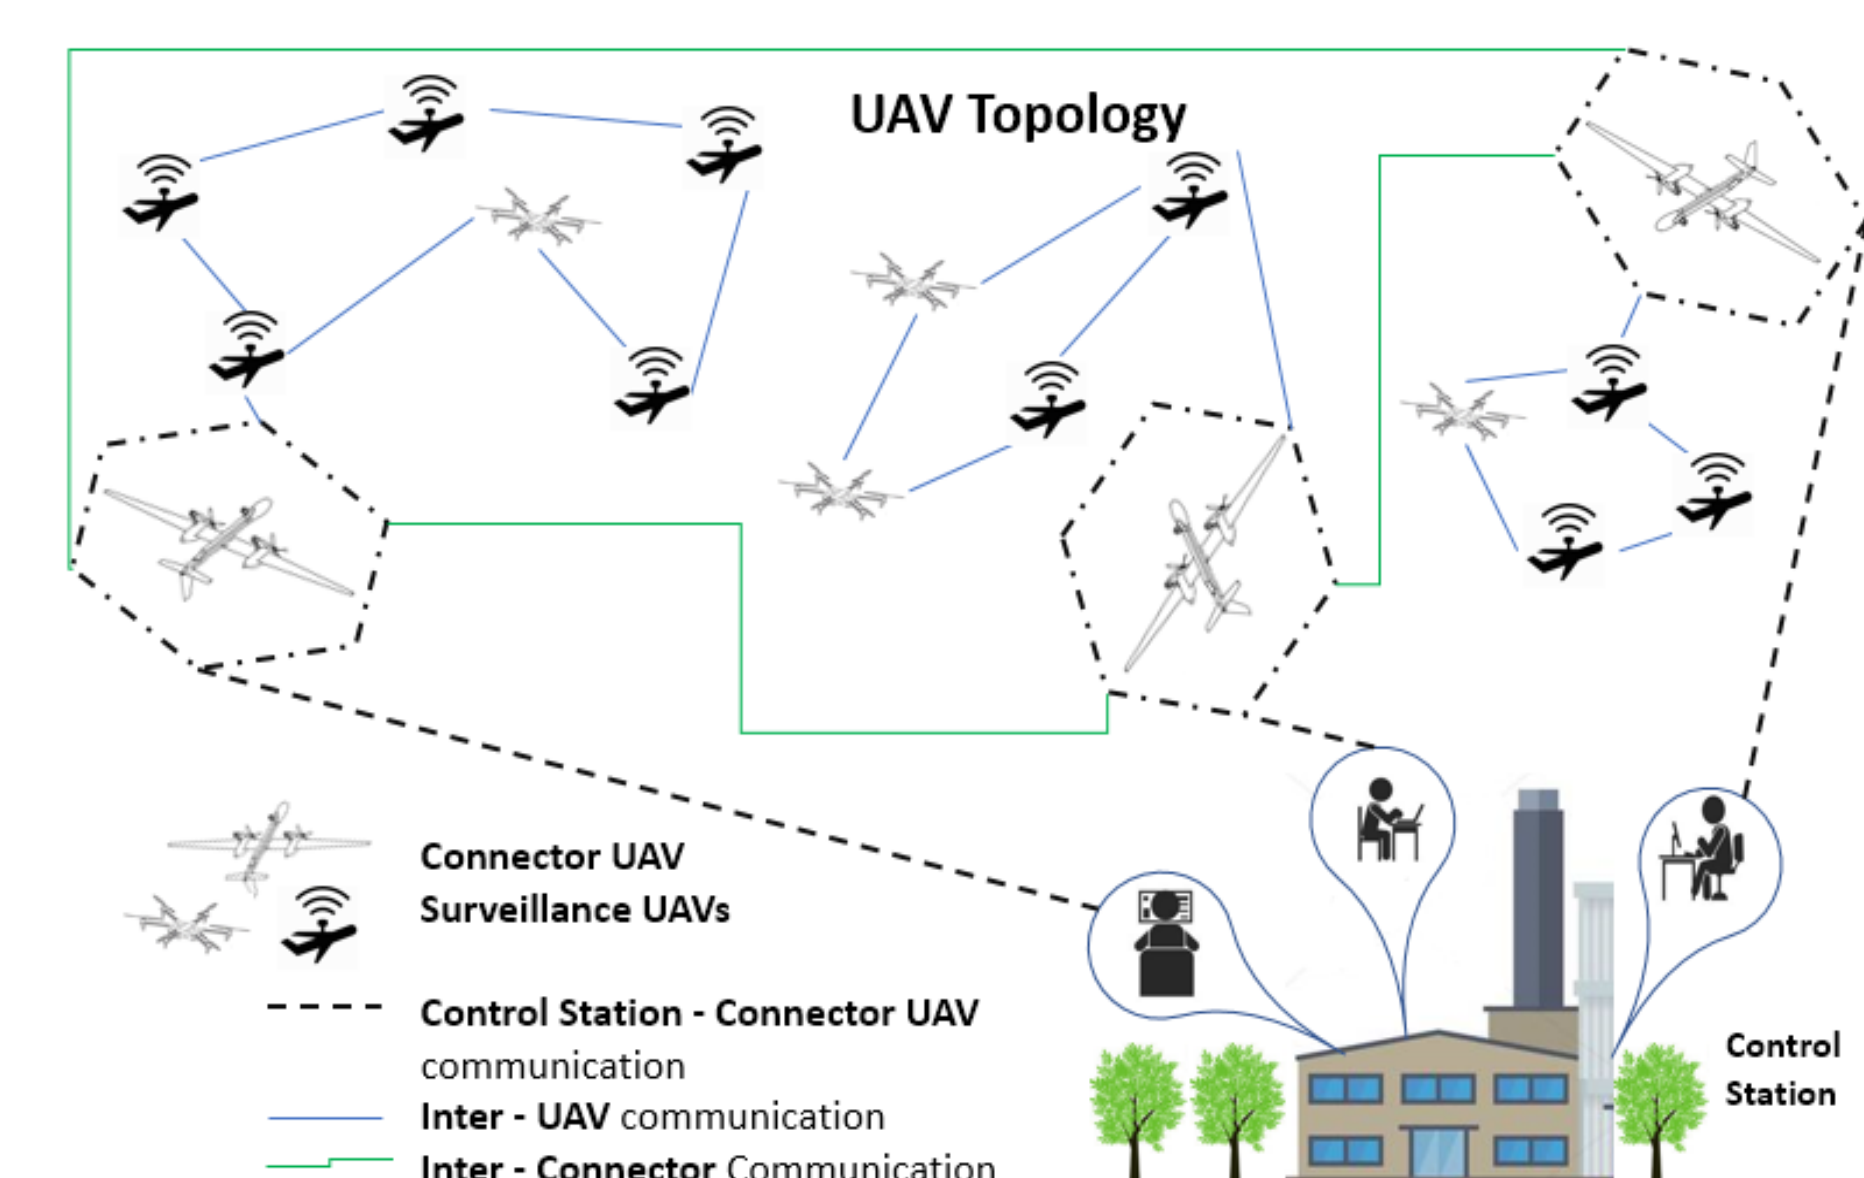 UAV Topology
Connector UAV
Surveillance UAVs
Control Station - Connector UAV
communication
Inter - UAV communication
Inter - Connector Communication
Control
Station